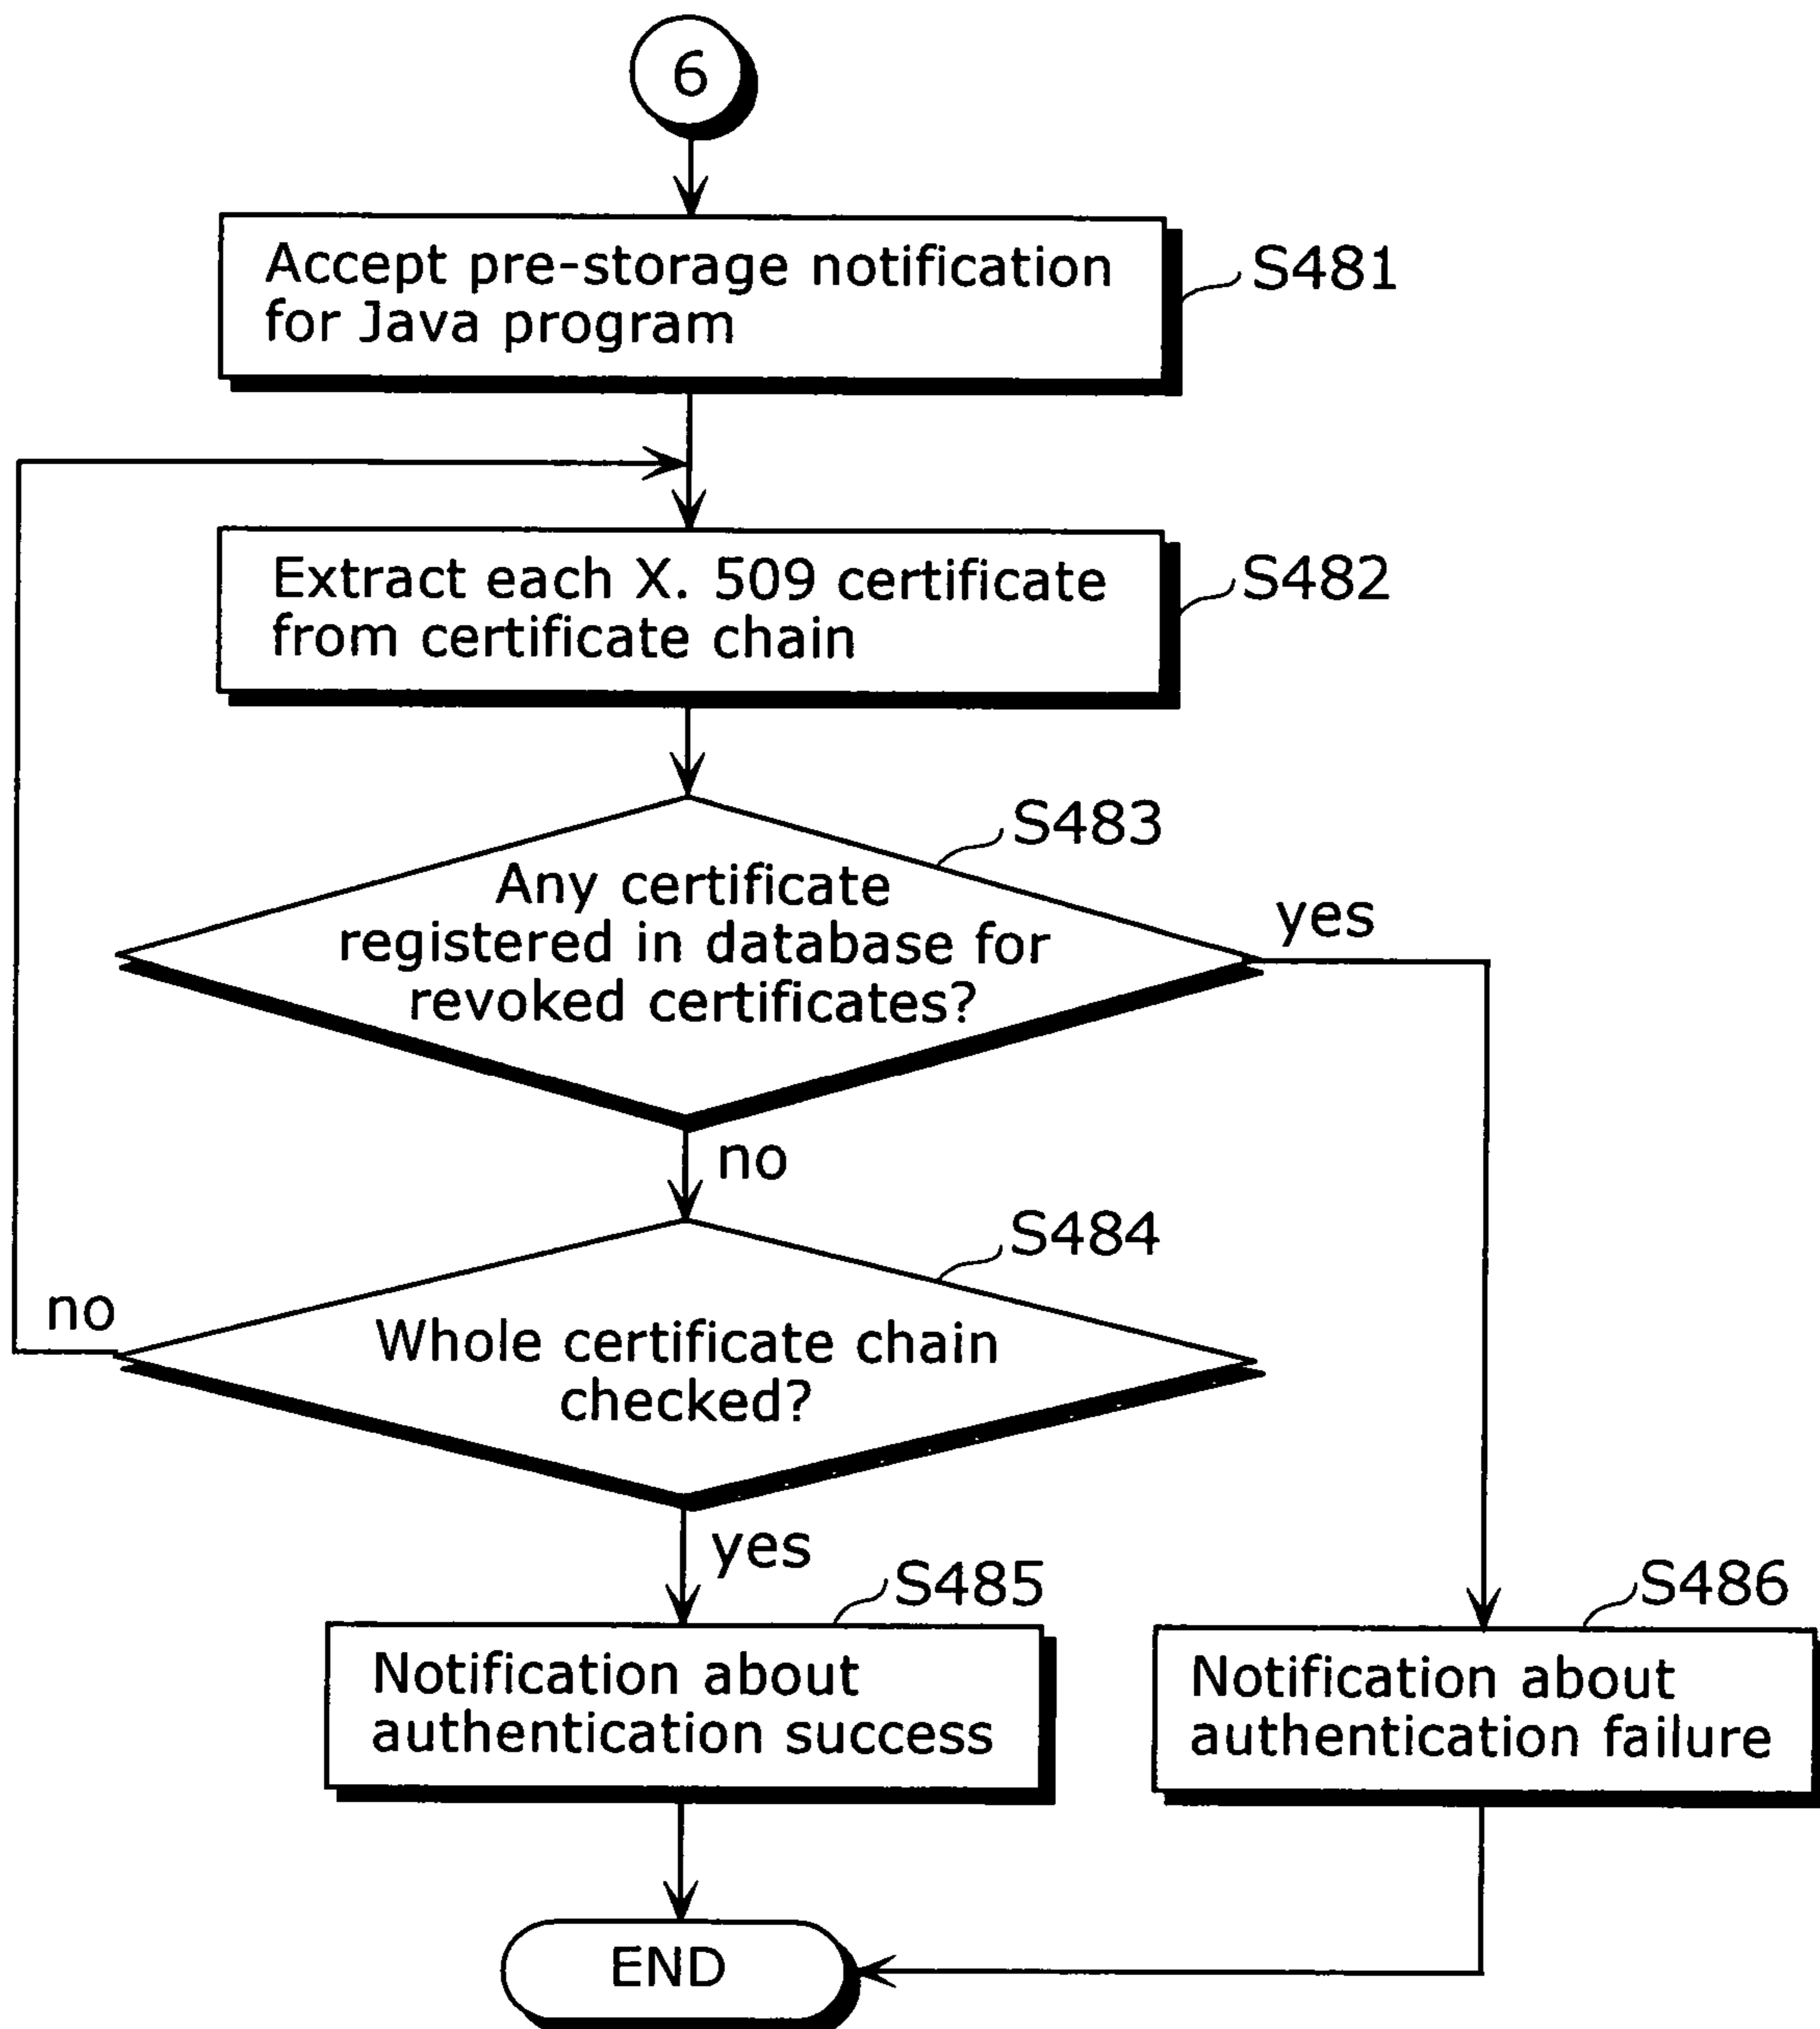 6
Accept pre-storage notification
for Java program
S481
Extract each X. 509 certificate
from certificate chain
S482
S483
Any certificate
registered in database for
revoked certificates?
yes
no
S484
no
Whole certificate chain
checked?
yes
S485
S486
Notification about
authentication success
Notification about
authentication failure
END